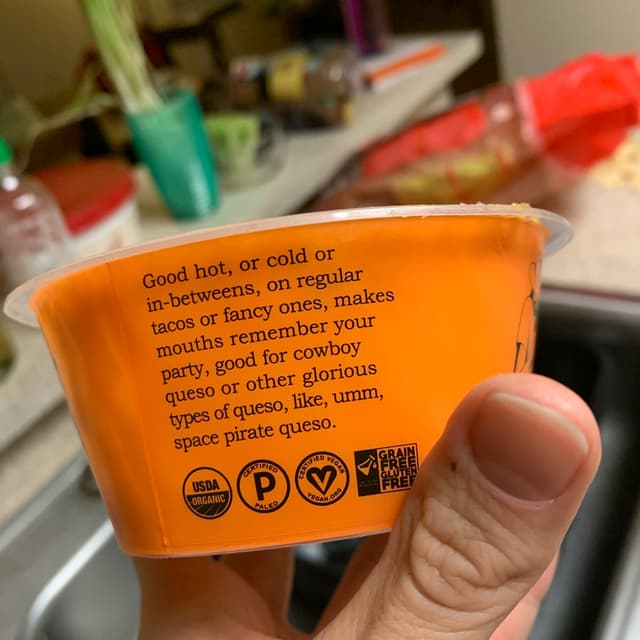 Good hot, or cold or
in-betweens, on regular
tacos or fancy ones, makes
mouths remember your
party, good for cowboy
queso or other glorious
types of queso, like, umm,
space pirate queso.
USDA
ORGANIC
CERTIFIED
P
PALEO
CERTIFIED VEGAN
V
VEGAN.ORG
GRAIN
FREE
GLUTEN
FREE